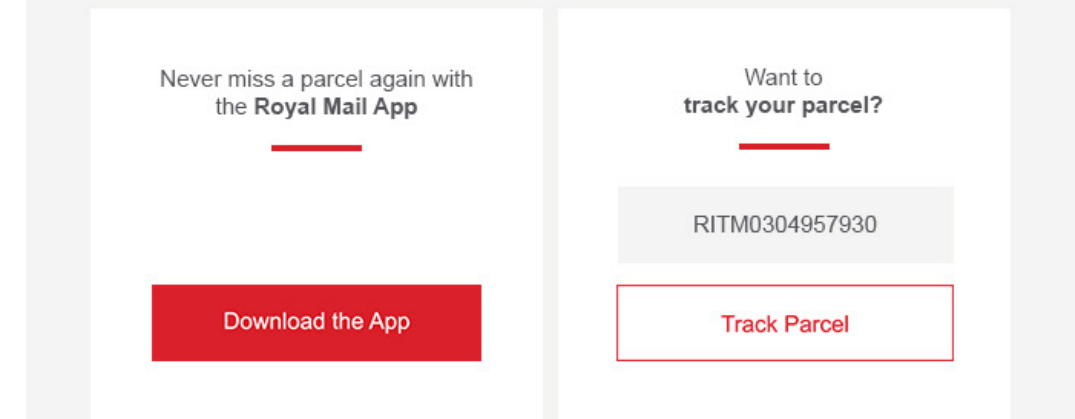 Never miss a parcel again with
the Royal Mail App
Download the App
Want to
track your parcel?
RITM0304957930
Track Parcel